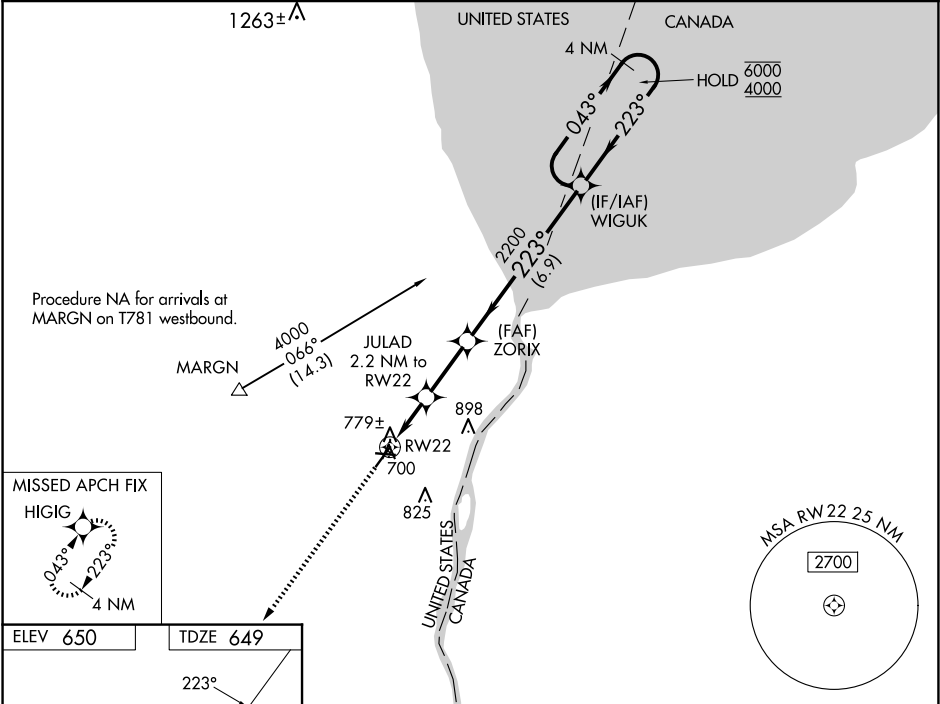 1263±
UNITED STATES
CANADA
4 NM
HOLD 6000
4000
043°
223°
(IF/IAF)
WIGUK
2200
223°
(6.9)
Procedure NA for arrivals at
MARGN on T781 westbound.
4000
066°
(14.3)
MARGN
JULAD
2.2 NM to
RW22
(FAF)
ZORIX
779±
898
RW22
700
825
MISSED APCH FIX
HIGIG
043°
223°
4 NM
UNITED STATES
CANADA
MSA RW 22 25 NM
2700
ELEV 650
TDZE 649
223°